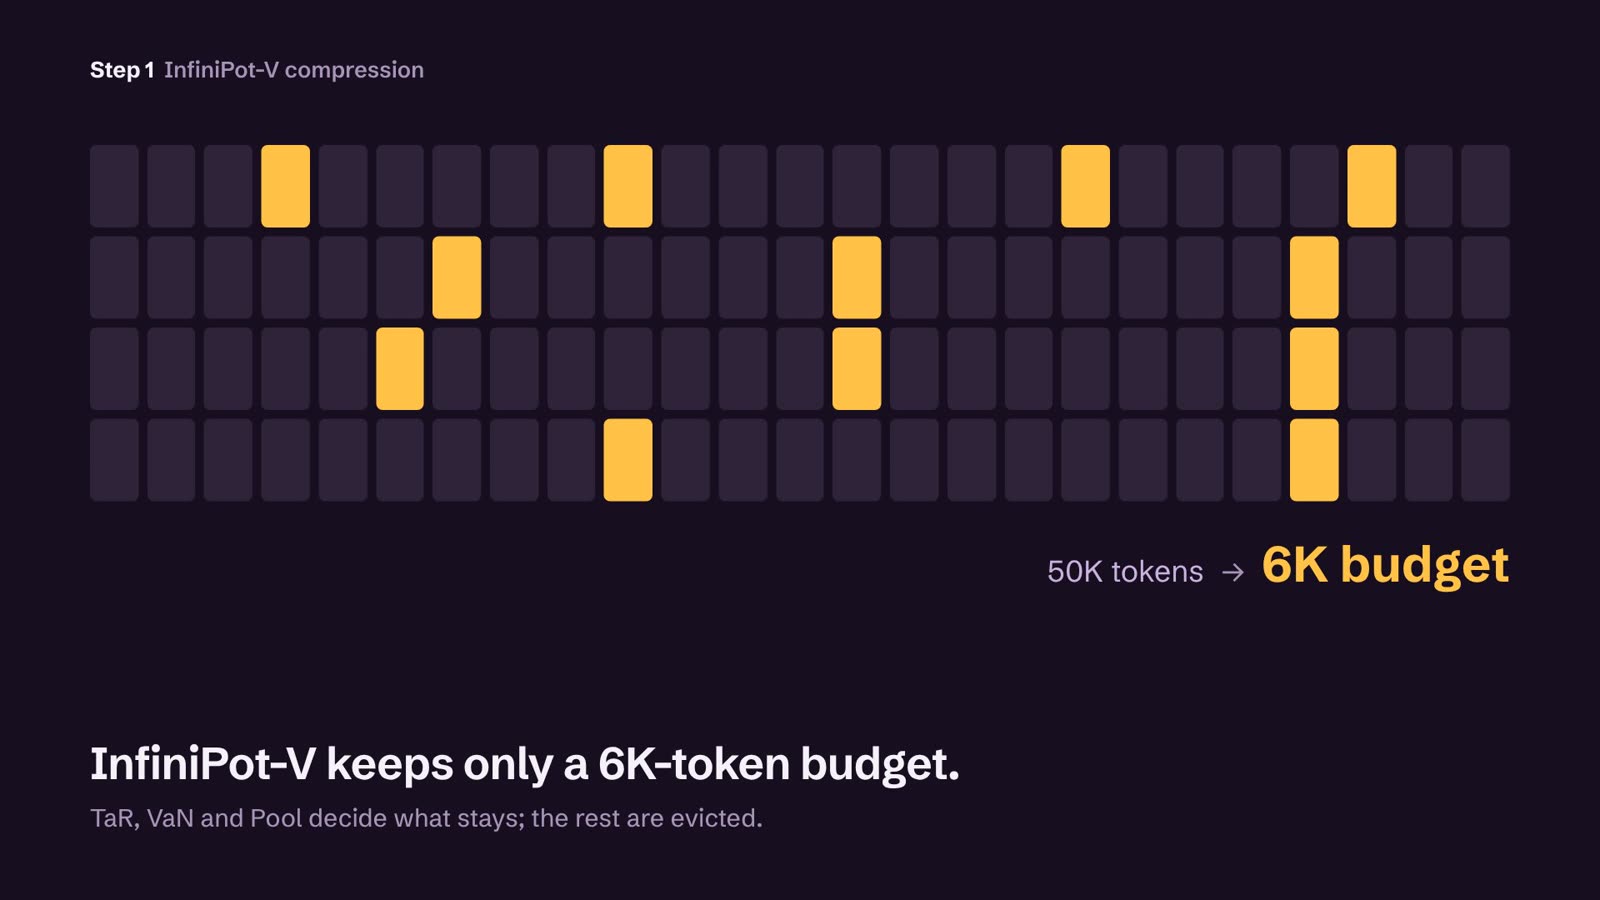 Step 1 InfiniPot-V compression
50K tokens → 6K budget
InfiniPot-V keeps only a 6K-token budget.
TaR, VaN and Pool decide what stays; the rest are evicted.